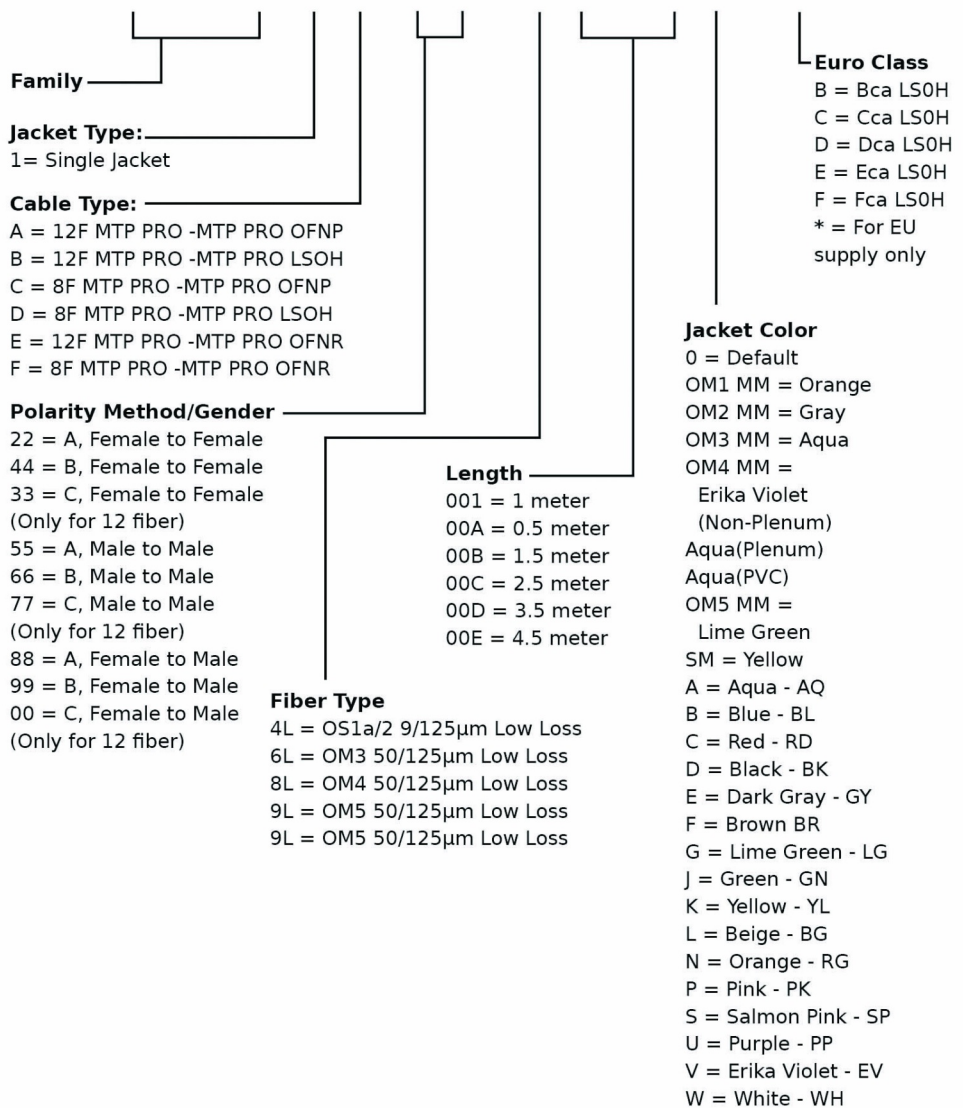 Family
Jacket Type:
1= Single Jacket
Cable Type:
A = 12F MTP PRO -MTP PRO OFNP
B = 12F MTP PRO -MTP PRO LSOH
C = 8F MTP PRO -MTP PRO OFNP
D = 8F MTP PRO -MTP PRO LSOH
E = 12F MTP PRO -MTP PRO OFNR
F = 8F MTP PRO -MTP PRO OFNR
Polarity Method/Gender
22 = A, Female to Female
44 = B, Female to Female
33 = C, Female to Female
(Only for 12 fiber)
55 = A, Male to Male
66 = B, Male to Male
77 = C, Male to Male
(Only for 12 fiber)
88 = A, Female to Male
99 = B, Female to Male
00 = C, Female to Male
(Only for 12 fiber)
Fiber Type
4L = OS1a/2 9/125µm Low Loss
6L = OM3 50/125µm Low Loss
8L = OM4 50/125µm Low Loss
9L = OM5 50/125µm Low Loss
9L = OM5 50/125µm Low Loss
Length
001 = 1 meter
00A = 0.5 meter
00B = 1.5 meter
00C = 2.5 meter
00D = 3.5 meter
00E = 4.5 meter
Jacket Color
0 = Default
OM1 MM = Orange
OM2 MM = Gray
OM3 MM = Aqua
OM4 MM =
Erika Violet
(Non-Plenum)
Aqua(Plenum)
Aqua(PVC)
OM5 MM =
Lime Green
SM = Yellow
A = Aqua - AQ
B = Blue - BL
C = Red - RD
D = Black - BK
E = Dark Gray - GY
F = Brown BR
G = Lime Green - LG
J = Green - GN
K = Yellow - YL
L = Beige - BG
N = Orange - RG
P = Pink - PK
S = Salmon Pink - SP
U = Purple - PP
V = Erika Violet - EV
W = White - WH
Euro Class
B = Bca LS0H
C = Cca LS0H
D = Dca LS0H
E = Eca LS0H
F = Fca LS0H
* = For EU
supply only